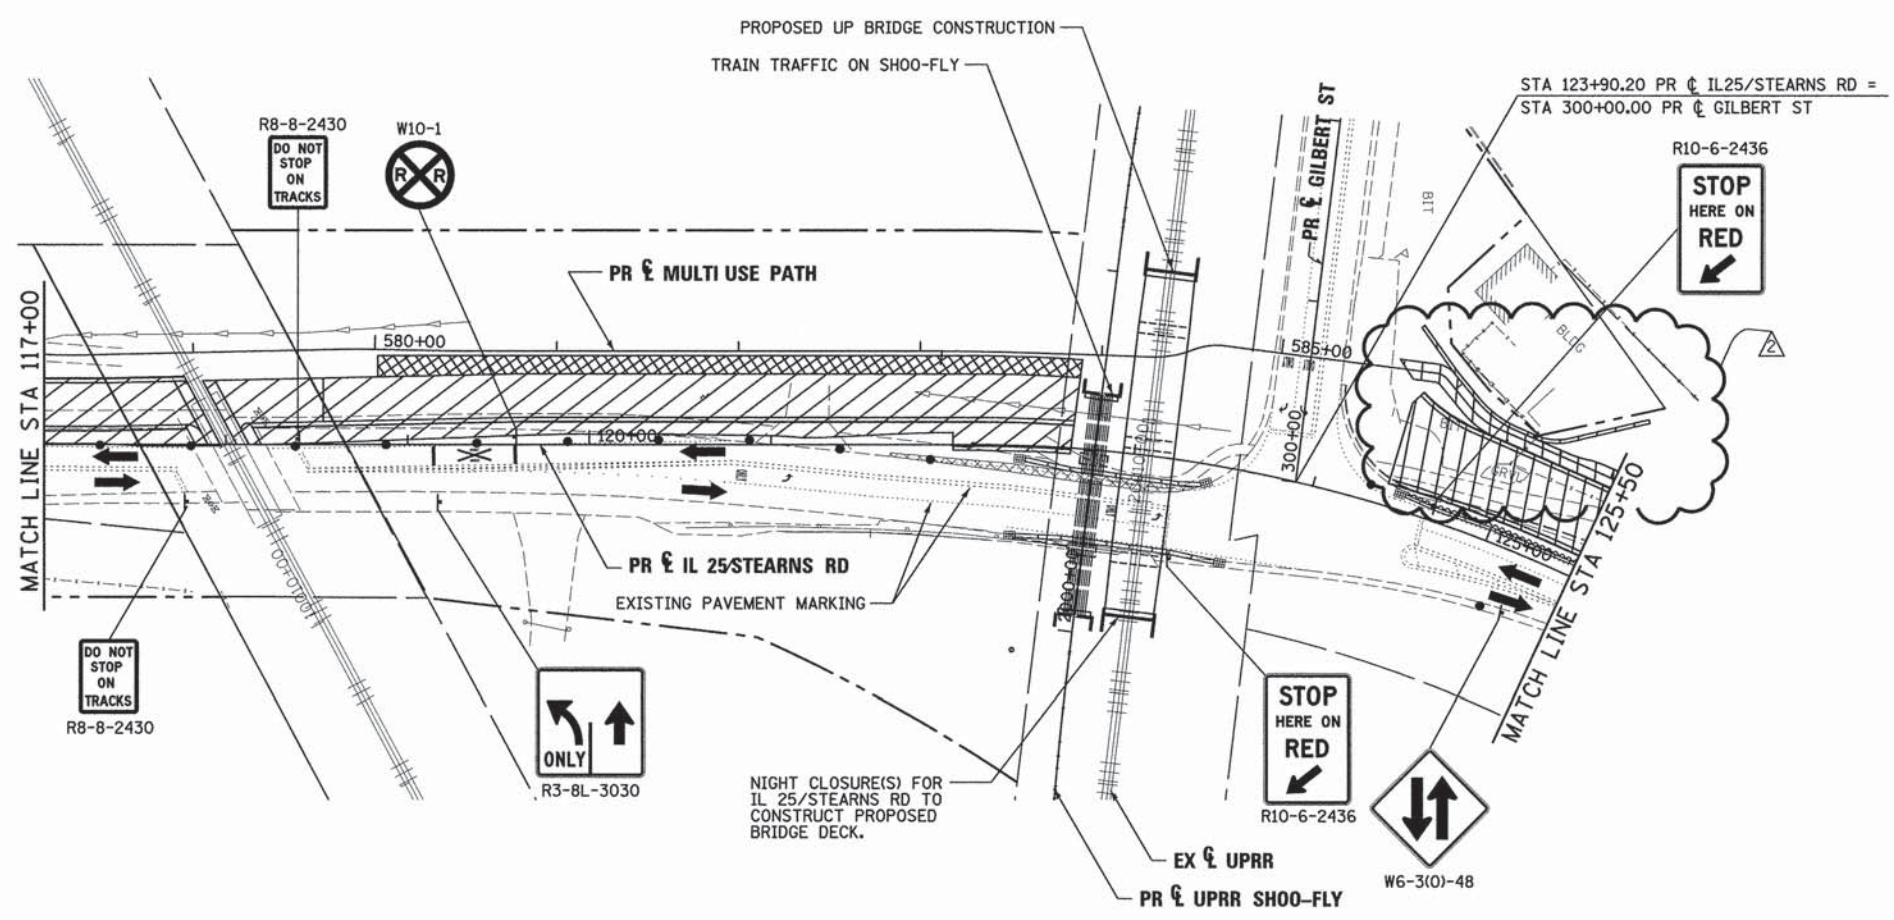 PROPOSED UP BRIDGE CONSTRUCTION
TRAIN TRAFFIC ON SHOO-FLY
STA 123+90.20 PR ℄ IL25/STEARNS RD =
STA 300+00.00 PR ℄ GILBERT ST
R8-8-2430
DO NOT
STOP
ON
TRACKS
W10-1
R R
R10-6-2436
STOP
HERE ON
RED
PR ℄ GILBERT ST
BIT
PR ℄ MULTI USE PATH
MATCH LINE STA 117+00
580+00
585+00
BLDG
2
120+00
300+00
125+00
MATCH LINE STA 125+50
PR ℄ IL 25/STEARNS RD
EXISTING PAVEMENT MARKING
DO NOT
STOP
ON
TRACKS
R8-8-2430
ONLY
R3-8L-3030
NIGHT CLOSURE(S) FOR
IL 25/STEARNS RD TO
CONSTRUCT PROPOSED
BRIDGE DECK.
STOP
HERE ON
RED
R10-6-2436
W6-3(O)-48
EX ℄ UPRR
PR ℄ UPRR SHOO-FLY